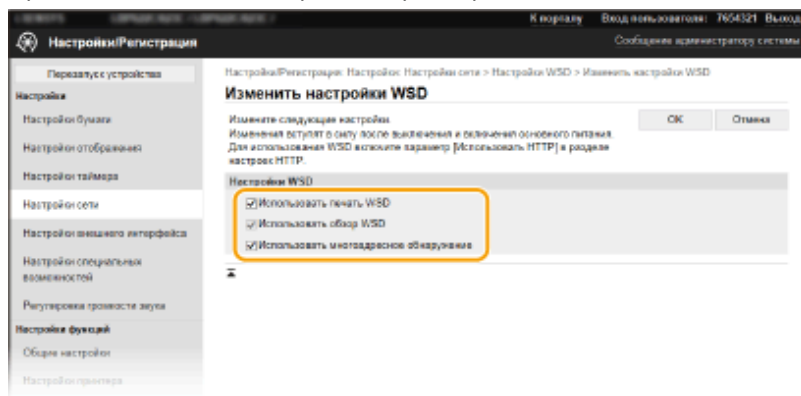 К порталу Вход пользователя: 7654321 Выход
Настройки/Регистрация
Сообщение администратору системы
Перезапуск устройства
Настройки
Настройки бумаги
Настройки отображения
Настройки таймера
Настройки сети
Настройки внешнего интерфейса
Настройки специальных
возможностей
Регулировка громкости звука
Настройки функций
Общие настройки
Настройки принтера
Настройки/Регистрация: Настройки: Настройки сети > Настройки WSD > Изменить настройки WSD
Изменить настройки WSD
Измените следующие настройки.
Изменения вступят в силу после выключения и включения основного питания.
Для использования WSD включите параметр [Использовать HTTP] в разделе
настроек HTTP.
OK Отмена
Настройки WSD
Использовать печать WSD
Использовать обзор WSD
Использовать многоадресное обнаружение